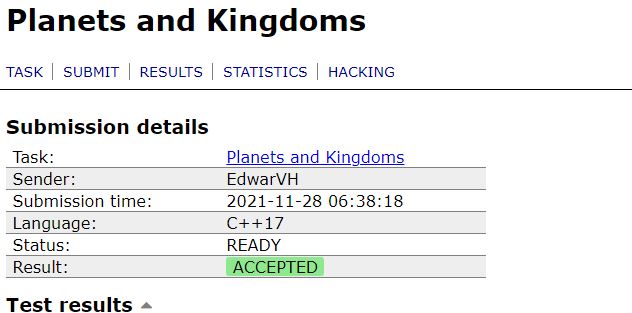 Planets and Kingdoms
TASK SUBMIT RESULTS STATISTICS HACKING
Submission details
Task: Planets and Kingdoms
Sender: EdwarVH
Submission time: 2021-11-28 06:38:18
Language: C++17
Status: READY
Result: ACCEPTED
Test results